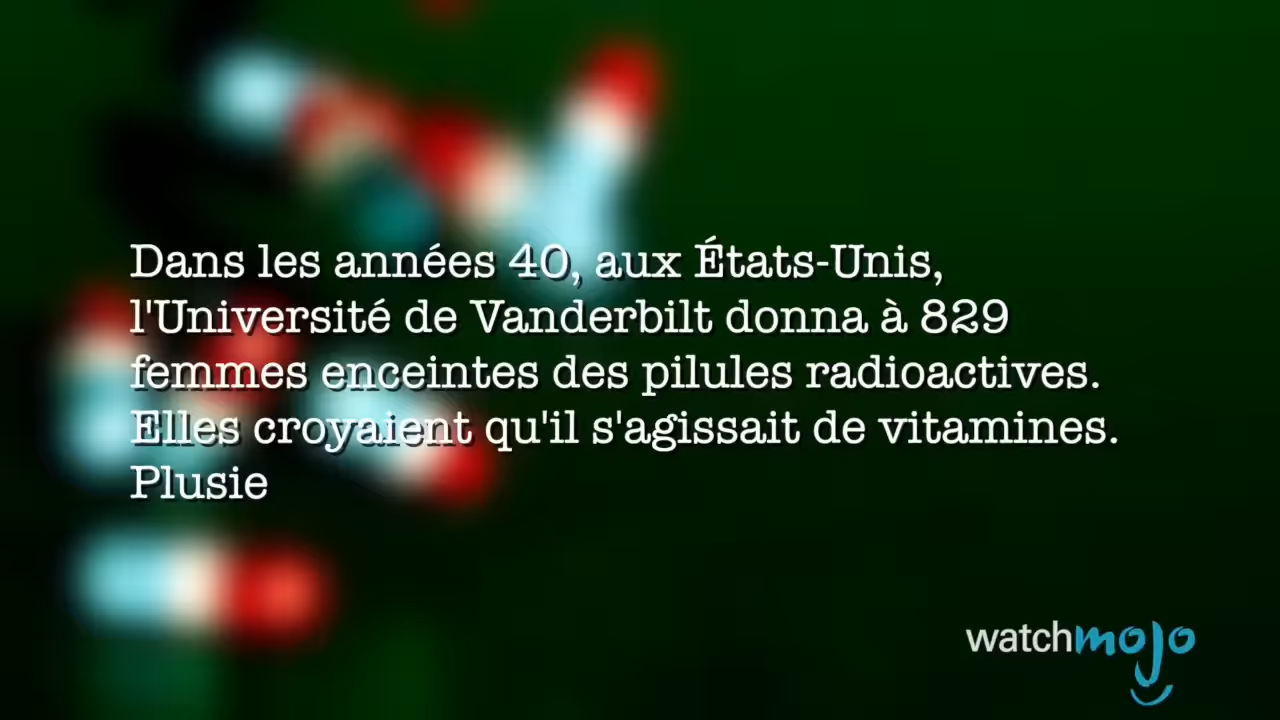 Dans les années 40, aux États-Unis,
l'Université de Vanderbilt donna à 829
femmes enceintes des pilules radioactives.
Elles croyaient qu'il s'agissait de vitamines.
Plusie
watchmojo